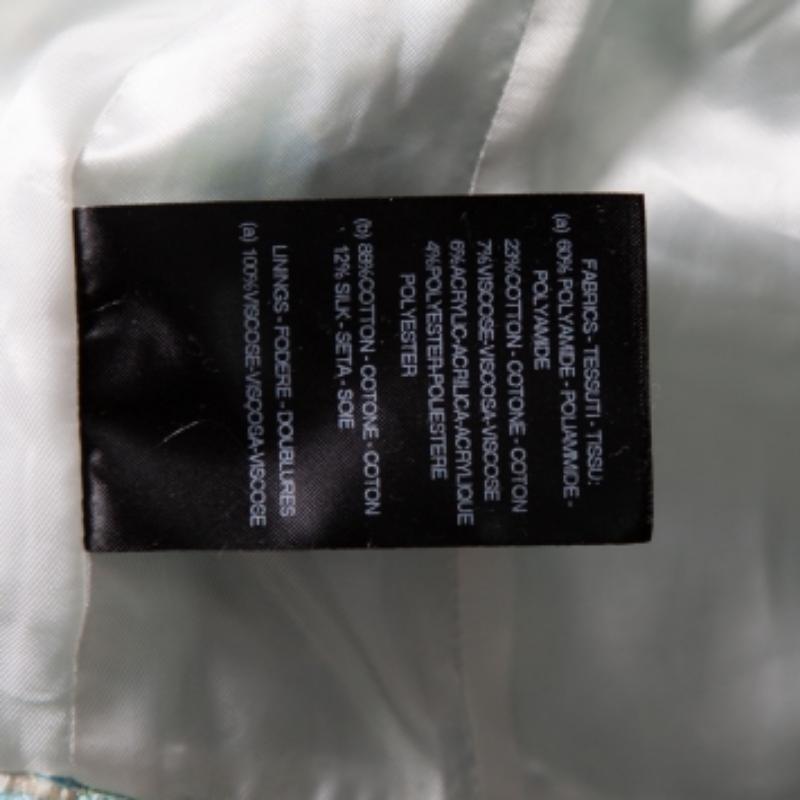 FABRICS - TESSUTI - TISSU:
(a) 60% POLYAMIDE - POLIAMMIDE -
POLYAMIDE
23%COTTON - COTONE - COTON
7%VISCOSE-VISCOSA-VISCOSE
6%ACRYLIC-ACRILICA-ACRYLIQUE
4%POLYESTER-POLIESTERE
POLYESTER
(b) 88%COTTON - COTONE - COTON
12% SILK - SETA - SOIE
LININGS - FODERE - DOUBLURES
(a) 100%VISCOSE-VISCOSA-VISCOSE